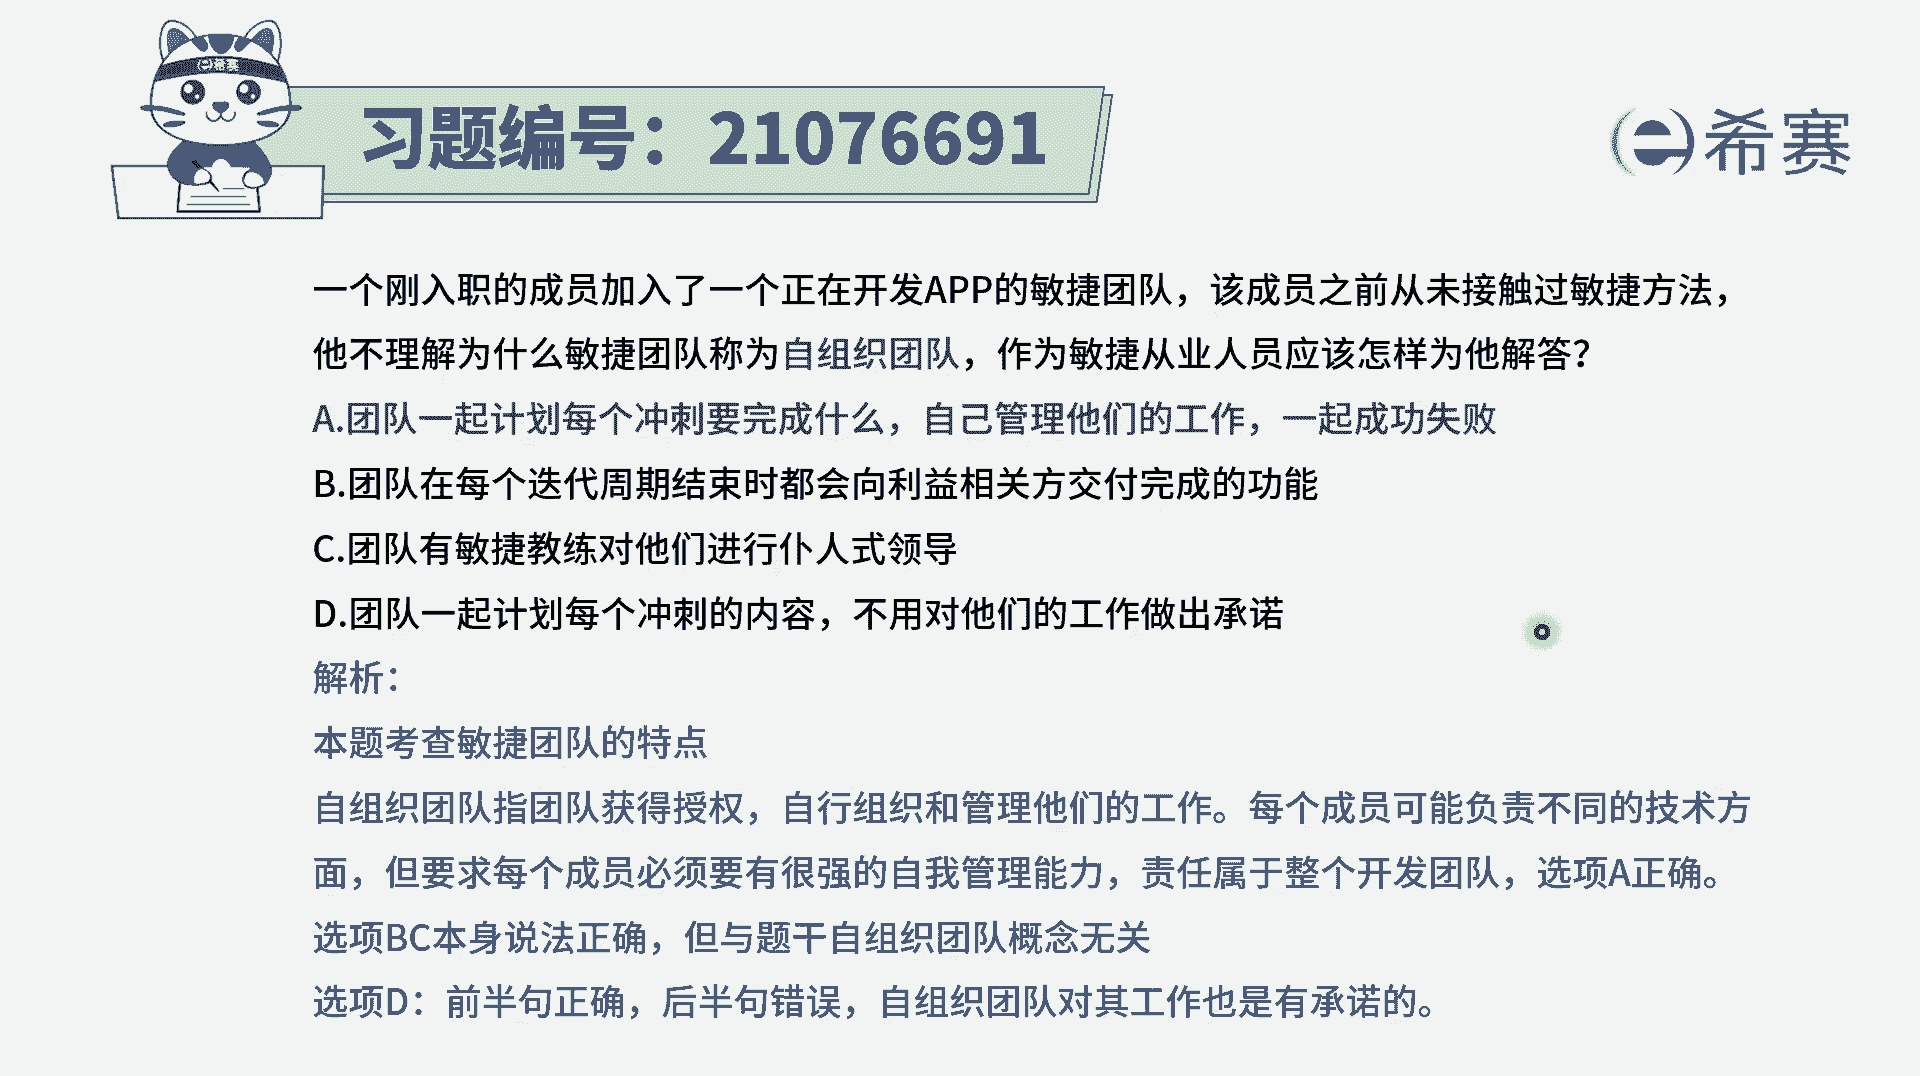 希赛
习题编号：21076691
希赛
一个刚入职的成员加入了一个正在开发APP的敏捷团队，该成员之前从未接触过敏捷方法，
他不理解为什么敏捷团队称为自组织团队，作为敏捷从业人员应该怎样为他解答？
A.团队一起计划每个冲刺要完成什么，自己管理他们的工作，一起成功失败
B.团队在每个迭代周期结束时都会向利益相关方交付完成的功能
C.团队有敏捷教练对他们进行仆人式领导
D.团队一起计划每个冲刺的内容，不用对他们的工作做出承诺
解析：
本题考查敏捷团队的特点
自组织团队指团队获得授权，自行组织和管理他们的工作。每个成员可能负责不同的技术方
面，但要求每个成员必须要有很强的自我管理能力，责任属于整个开发团队，选项A正确。
选项BC本身说法正确，但与题干自组织团队概念无关
选项D：前半句正确，后半句错误，自组织团队对其工作也是有承诺的。